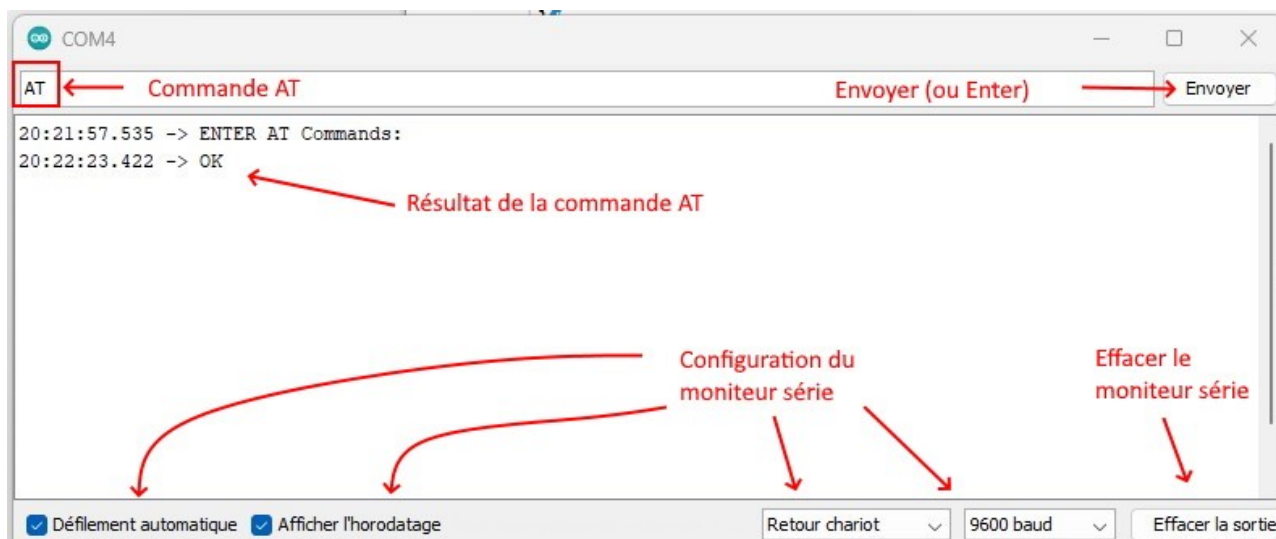 COM4
AT
Commande AT
Envoyer (ou Enter)
Envoyer
20:21:57.535 -> ENTER AT Commands:
20:22:23.422 -> OK
Résultat de la commande AT
Configuration du
moniteur série
Effacer le
moniteur série
Défilement automatique
Afficher l'horodatage
Retour chariot
9600 baud
Effacer la sortie